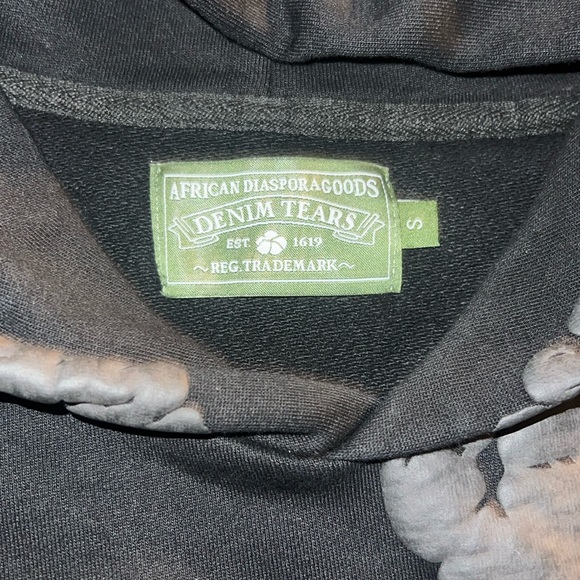 AFRICAN DIASPORA GOODS
DENIM TEARS
EST. 1619
~REG. TRADEMARK~
S